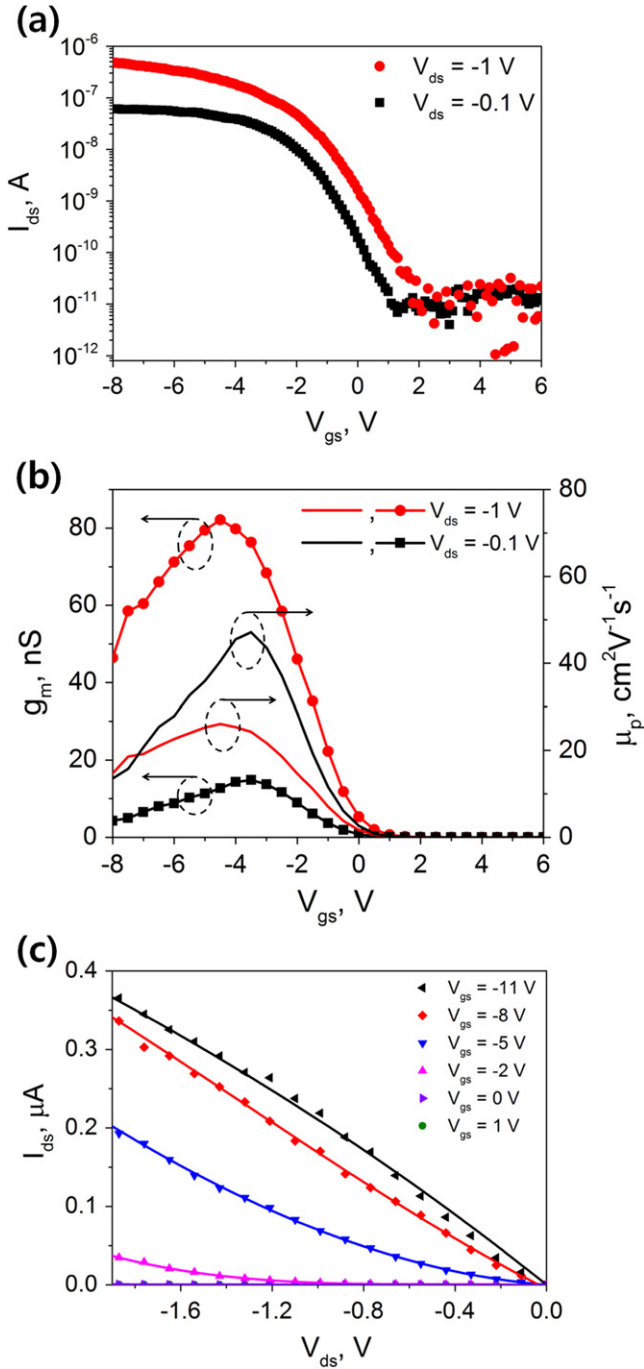 (a)
V_ds = -1 V
V_ds = -0.1 V
I_ds, A
10^-6
10^-7
10^-8
10^-9
10^-10
10^-11
10^-12
-8 -6 -4 -2 0 2 4 6
V_gs, V
(b)
, V_ds = -1 V
, V_ds = -0.1 V
g_m, nS
80
60
40
20
0
μ_p, cm^2V^-1s^-1
80
60
40
20
0
-8 -6 -4 -2 0 2 4 6
V_gs, V
(c)
V_gs = -11 V
V_gs = -8 V
V_gs = -5 V
V_gs = -2 V
V_gs = 0 V
V_gs = 1 V
I_ds, μA
0.4
0.3
0.2
0.1
0.0
-1.6 -1.2 -0.8 -0.4 0.0
V_ds, V